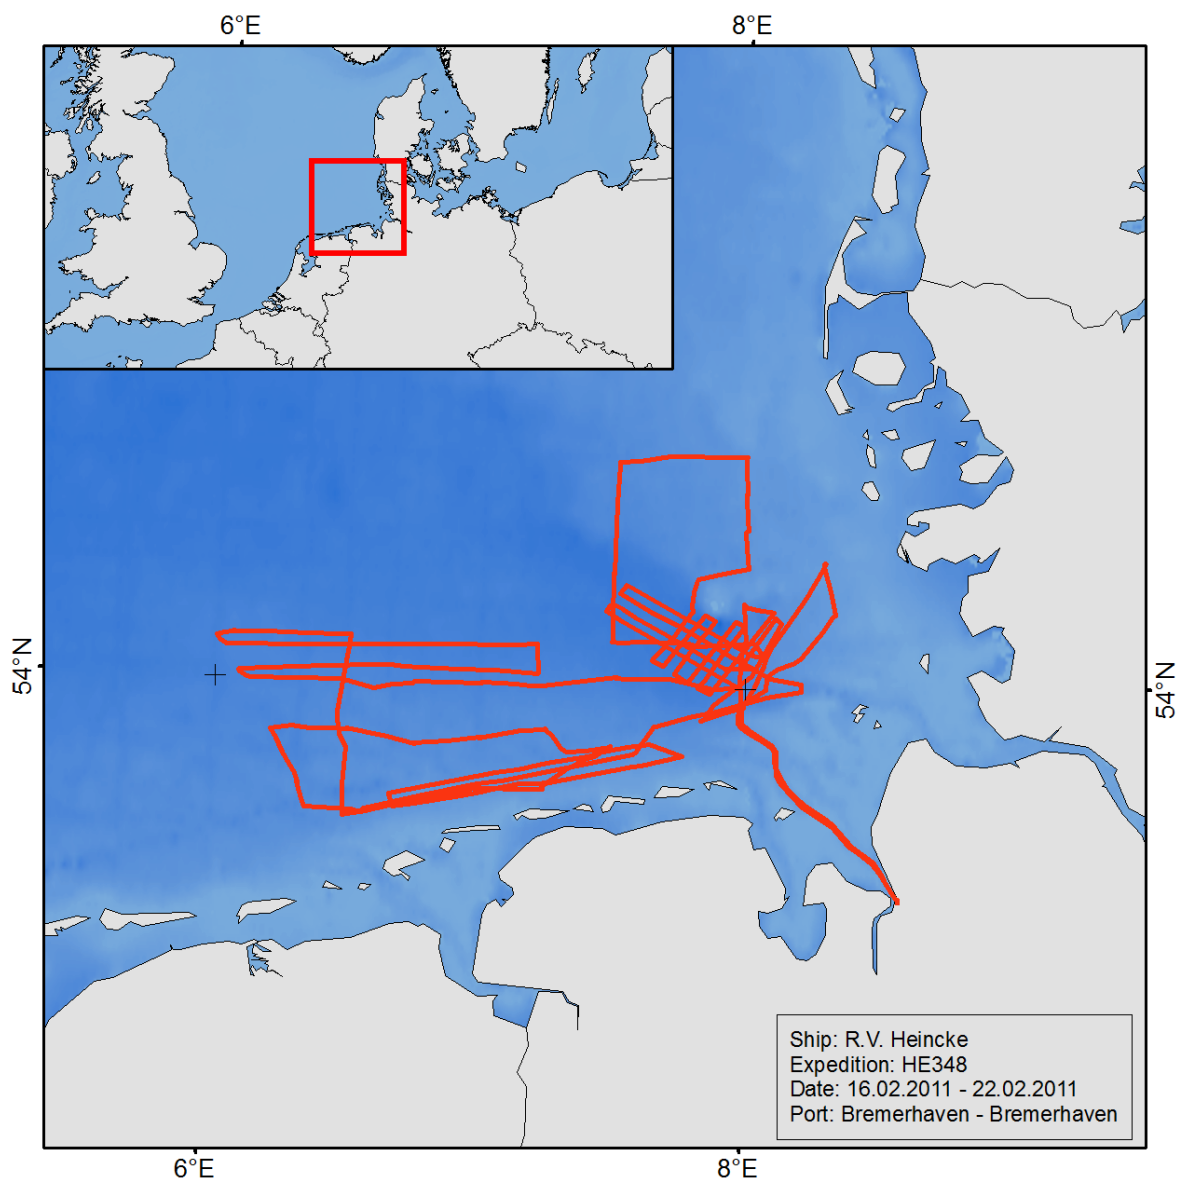 6°E
8°E
54°N
54°N
Ship: R.V. Heincke
Expedition: HE348
Date: 16.02.2011 - 22.02.2011
Port: Bremerhaven - Bremerhaven
6°E
8°E